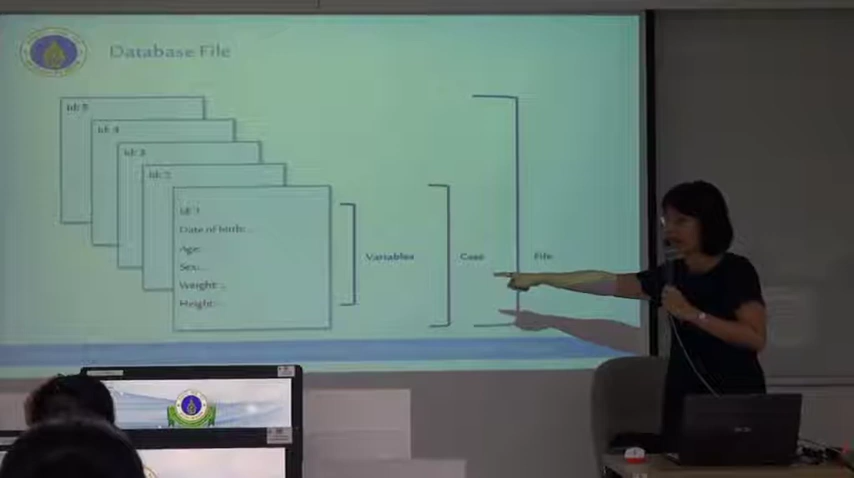 Database File
Id: 5
Id: 4
Id: 3
Id: 2
Id: 1
Date of birth:...
Age:...
Sex:...
Weight:...
Height:...
Variables
Case
File